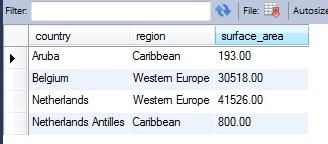 Filter: File: Autosize
country region surface_area
Aruba Caribbean 193.00
Belgium Western Europe 30518.00
Netherlands Western Europe 41526.00
Netherlands Antilles Caribbean 800.00